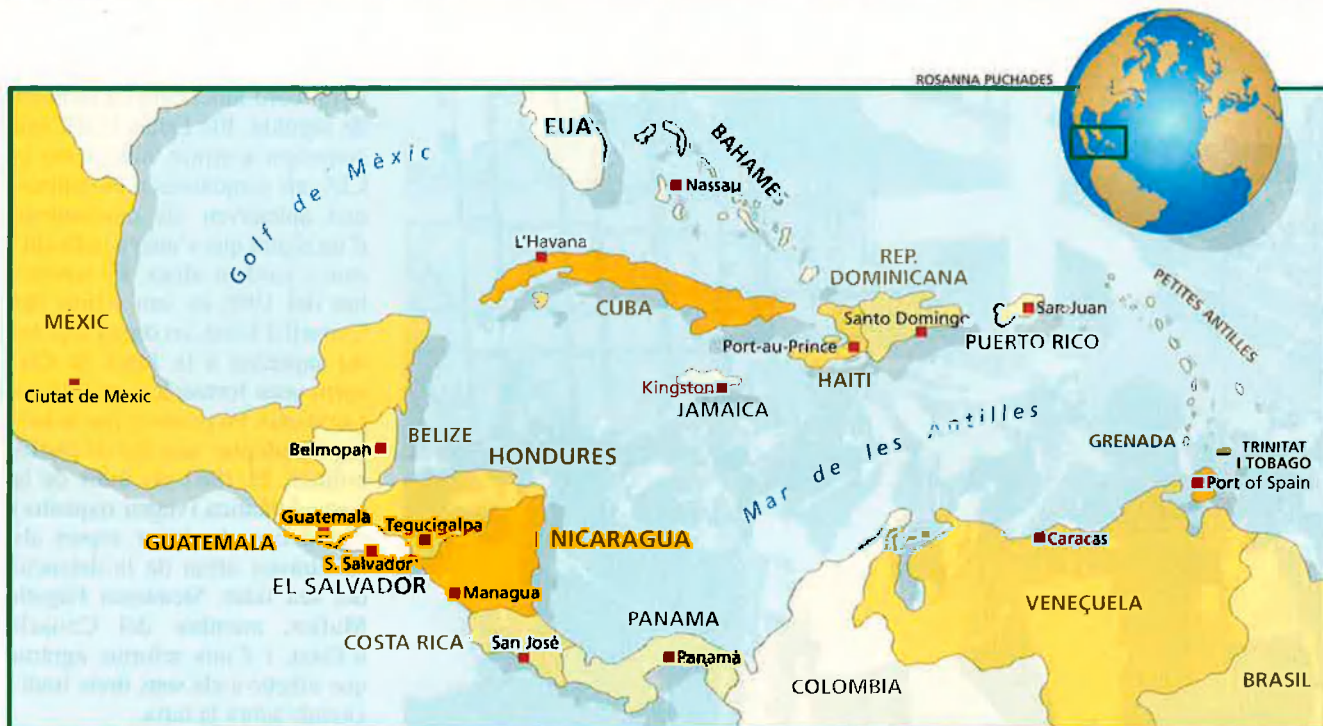 ROSANNA PUCHADES
EUA
BAHAMES
Golf de Mèxic
Nassau
L'Havana
CUBA
REP.
DOMINICANA
Santo Domingo
San Juan
PUERTO RICO
PETITES ANTILLES
MÈXIC
Ciutat de Mèxic
Port-au-Prince
HAITI
Kingston
JAMAICA
Mar de les Antilles
BELIZE
Belmopan
HONDURES
GRENADA
TRINITAT
I TOBAGO
Port of Spain
Guatemala
GUATEMALA
Tegucigalpa
NICARAGUA
S. Salvador
EL SALVADOR
Managua
Caracas
VENEÇUELA
COSTA RICA
San José
PANAMA
Panamà
COLOMBIA
BRASIL